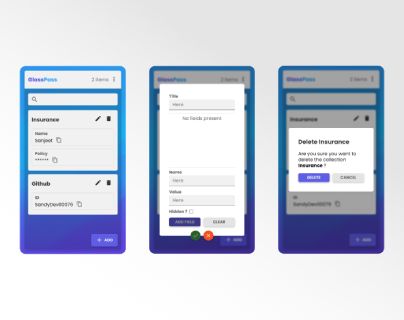 GlassPass
2 items
Insurance
Name
Sanjeet
Policy
******
Github
ID
SandyDev80076
+ ADD
GlassPass
2 items
Title
Here
No fields present
Name
Here
Value
Here
Hidden ?
ADD FIELD
CLEAR
+ ADD
GlassPass
2 items
Insurance
Delete Insurance
Are you sure you want to
delete the collection
Insurance ?
DELETE
CANCEL
ID
SandyDev80076
+ ADD